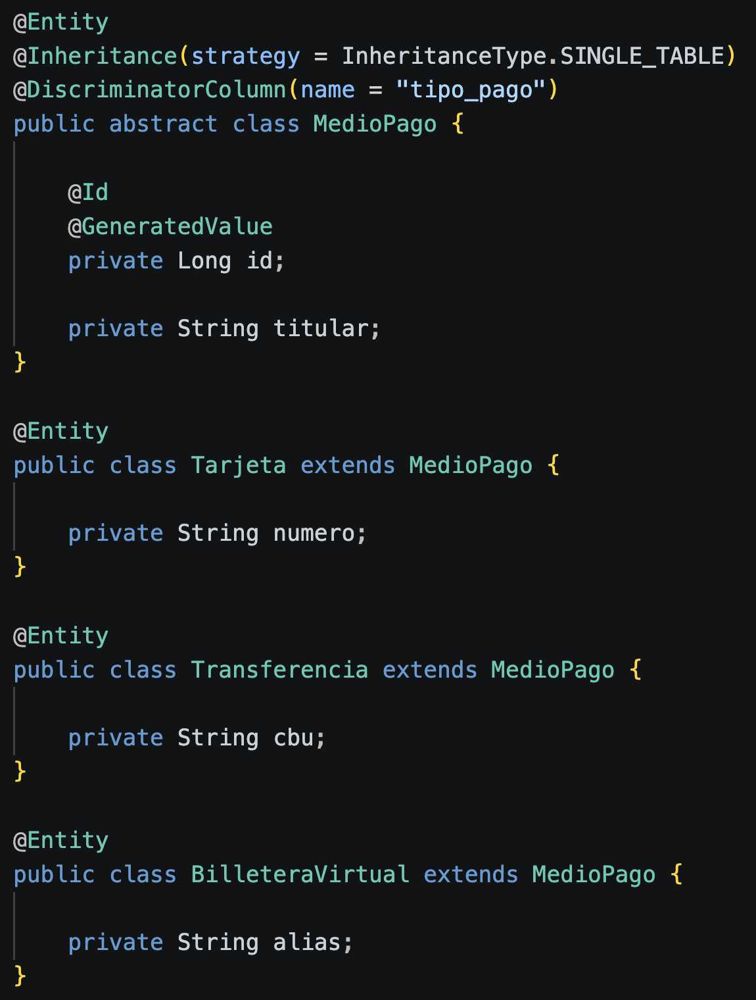 @Entity
@Inheritance(strategy = InheritanceType.SINGLE_TABLE)
@DiscriminatorColumn(name = "tipo_pago")
public abstract class MedioPago {
    @Id
    @GeneratedValue
    private Long id;
    private String titular;
}
@Entity
public class Tarjeta extends MedioPago {
    private String numero;
}
@Entity
public class Transferencia extends MedioPago {
    private String cbu;
}
@Entity
public class BilleteraVirtual extends MedioPago {
    private String alias;
}